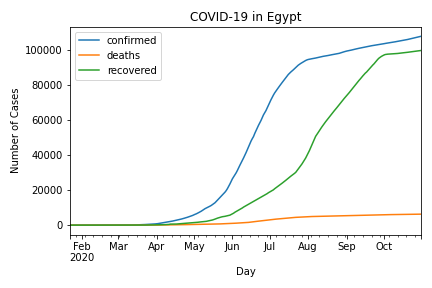 COVID-19 in Egypt
confirmed
deaths
recovered
Number of Cases
100000
80000
60000
40000
20000
0
Feb Mar Apr May Jun Jul Aug Sep Oct
2020
Day